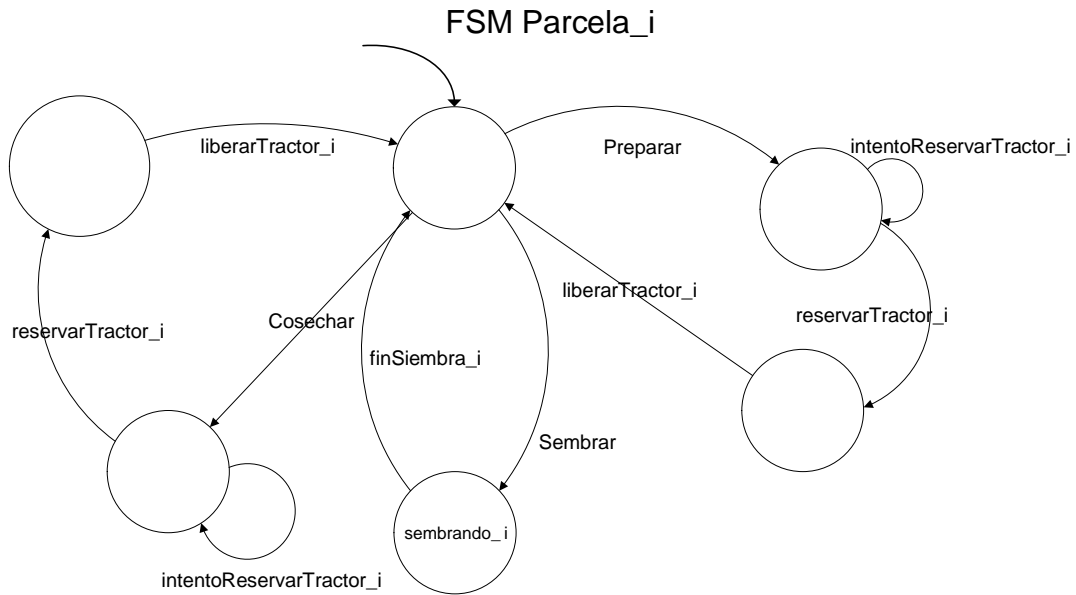 FSM Parcela_i
liberarTractor_i
Preparar
intentoReservarTractor_i
liberarTractor_i
reservarTractor_i
reservarTractor_i
Cosechar
finSiembra_i
Sembrar
sembrando_i
intentoReservarTractor_i